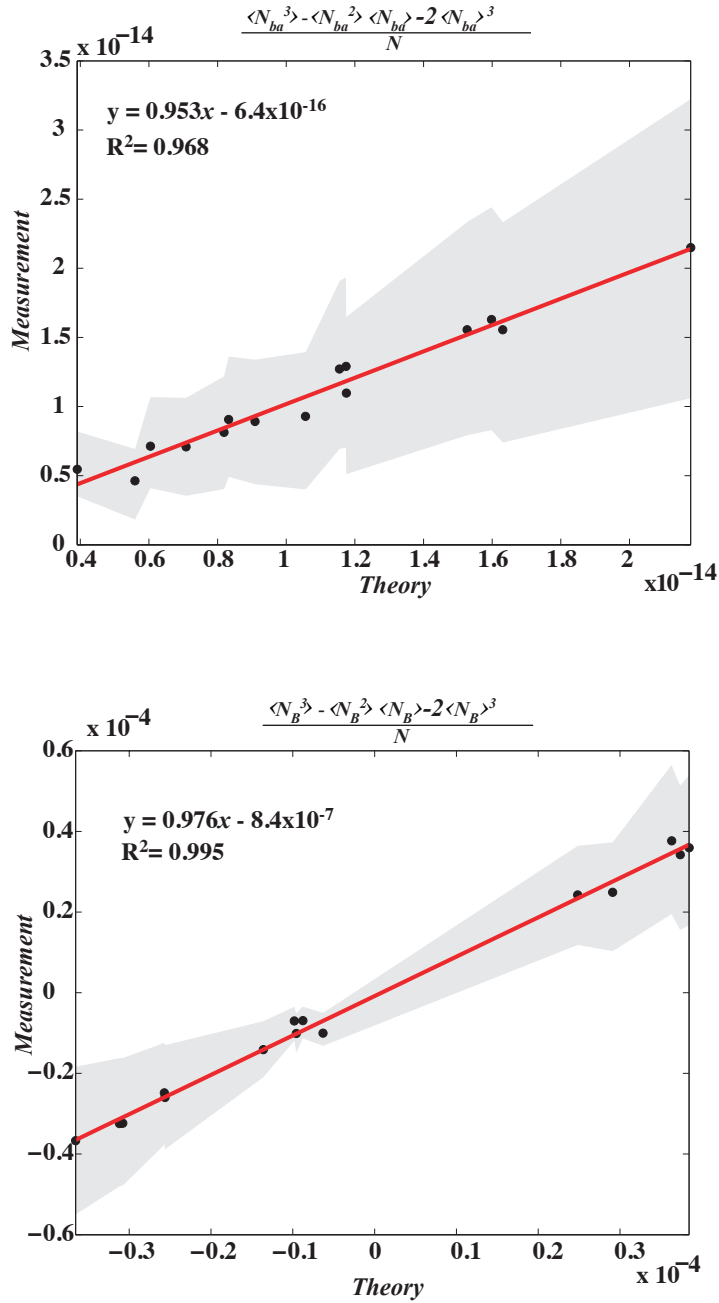 <N_ba^3> - <N_ba^2> <N_ba> -2 <N_ba>^3
N
x 10^-14
3.5
y = 0.953x - 6.4x10^-16
R^2= 0.968
3
2.5
2
1.5
1
0.5
0
Measurement
0.4 0.6 0.8 1 1.2 1.4 1.6 1.8 2
Theory
x10^-14
<N_B^3> - <N_B^2> <N_B> -2 <N_B>^3
N
x 10^-4
0.6
y = 0.976x - 8.4x10^-7
R^2= 0.995
0.4
0.2
0
−0.2
−0.4
−0.6
Measurement
−0.3 −0.2 −0.1 0 0.1 0.2 0.3
x 10^-4
Theory